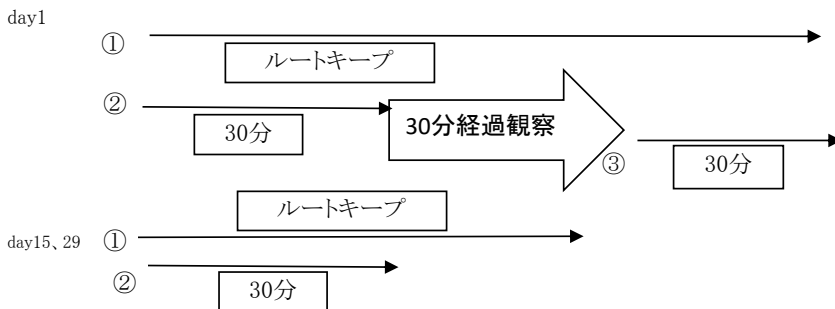 day1
①
ルートキープ
②
30分
30分経過観察
③
30分
ルートキープ
day15、29 ①
②
30分